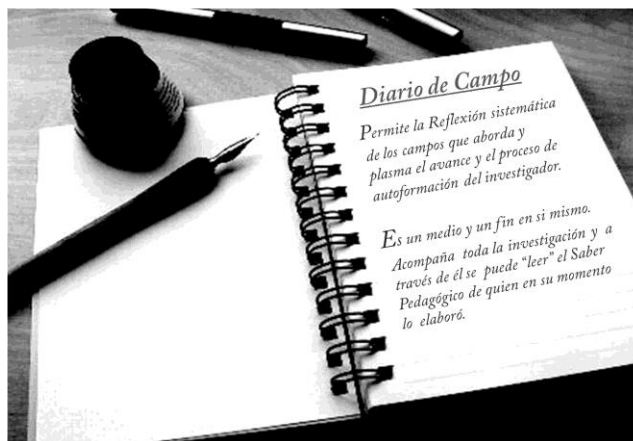 Diario de Campo
Permite la Reflexión sistemática
de los campos que aborda y
plasma el avance y el proceso de
autoformación del investigador.
Es un medio y un fin en si mismo.
Acompaña toda la investigación y a
través de él se puede "leer" el Saber
Pedagógico de quien en su momento
lo elaboró.